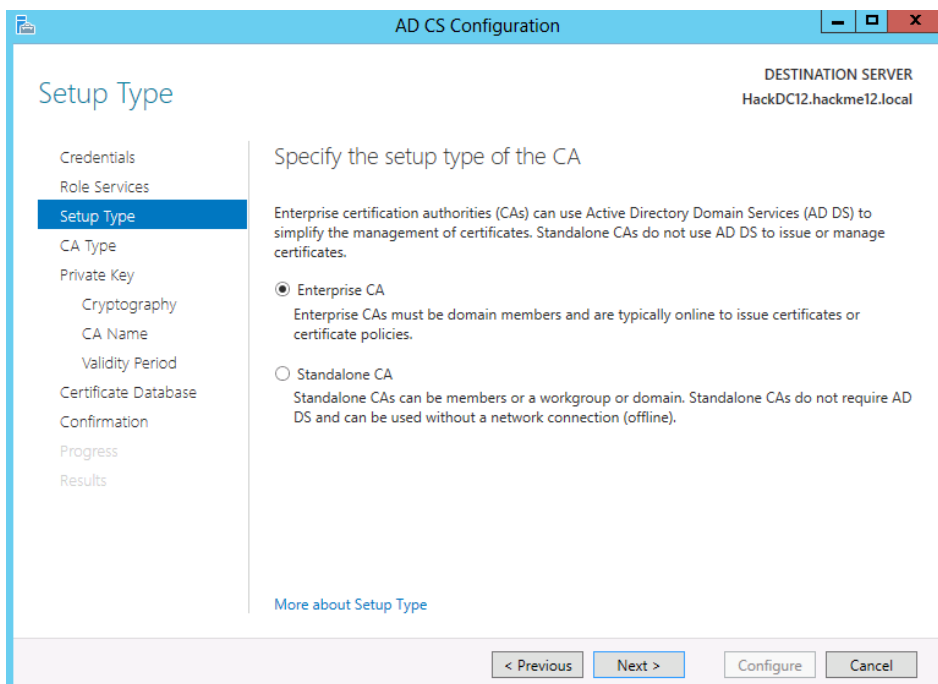 AD CS Configuration
Setup Type
DESTINATION SERVER
HackDC12.hackme12.local
Credentials
Role Services
Setup Type
CA Type
Private Key
Cryptography
CA Name
Validity Period
Certificate Database
Confirmation
Progress
Results
Specify the setup type of the CA
Enterprise certification authorities (CAs) can use Active Directory Domain Services (AD DS) to
simplify the management of certificates. Standalone CAs do not use AD DS to issue or manage
certificates.
Enterprise CA
Enterprise CAs must be domain members and are typically online to issue certificates or
certificate policies.
Standalone CA
Standalone CAs can be members or a workgroup or domain. Standalone CAs do not require AD
DS and can be used without a network connection (offline).
More about Setup Type
< Previous
Next >
Configure
Cancel